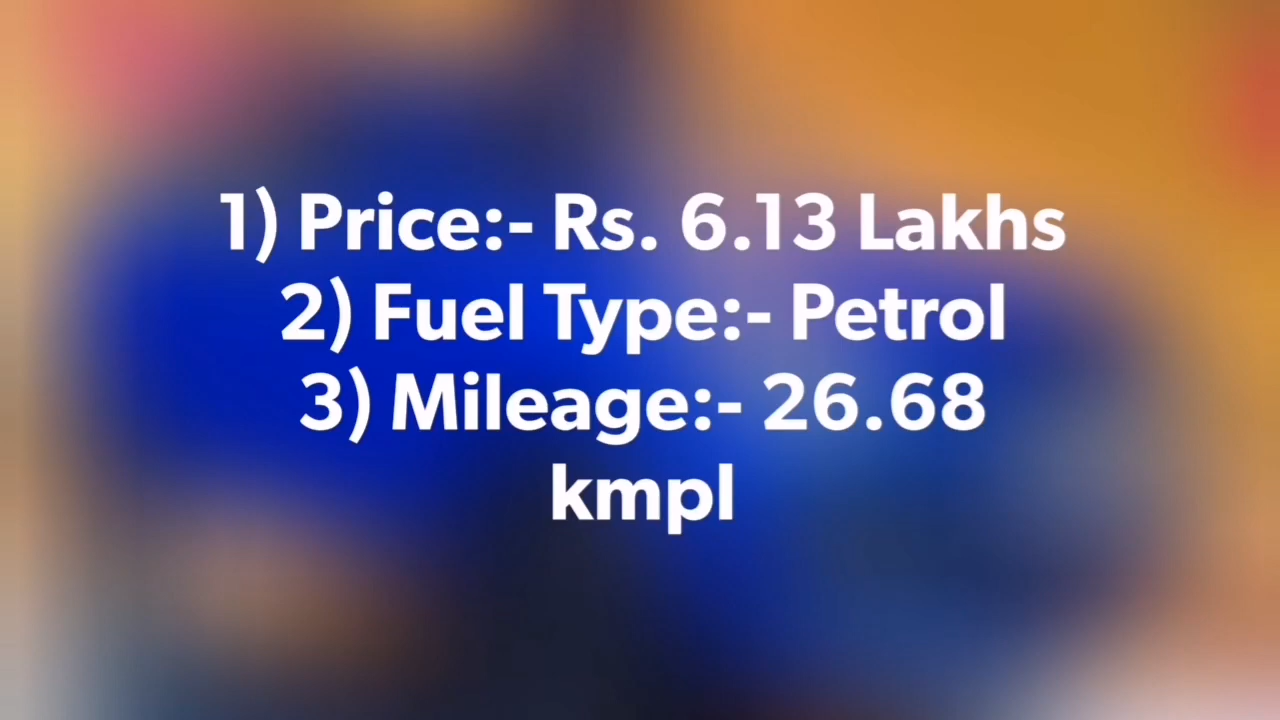 1) Price:- Rs. 6.13 Lakhs
2) Fuel Type:- Petrol
3) Mileage:- 26.68
kmpl